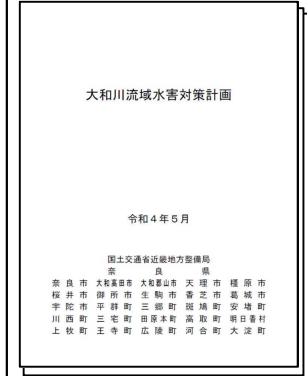 大和川流域水害対策計画
令和４年５月
国土交通省近畿地方整備局
奈良県
奈良市 大和高田市 大和郡山市 天理市 橿原市
桜井市 御所市 生駒市 香芝市 葛城市
宇陀市 平群町 三郷町 斑鳩町 安堵町
川西町 三宅町 田原本町 高取町 明日香村
上牧町 王寺町 広陵町 河合町 大淀町